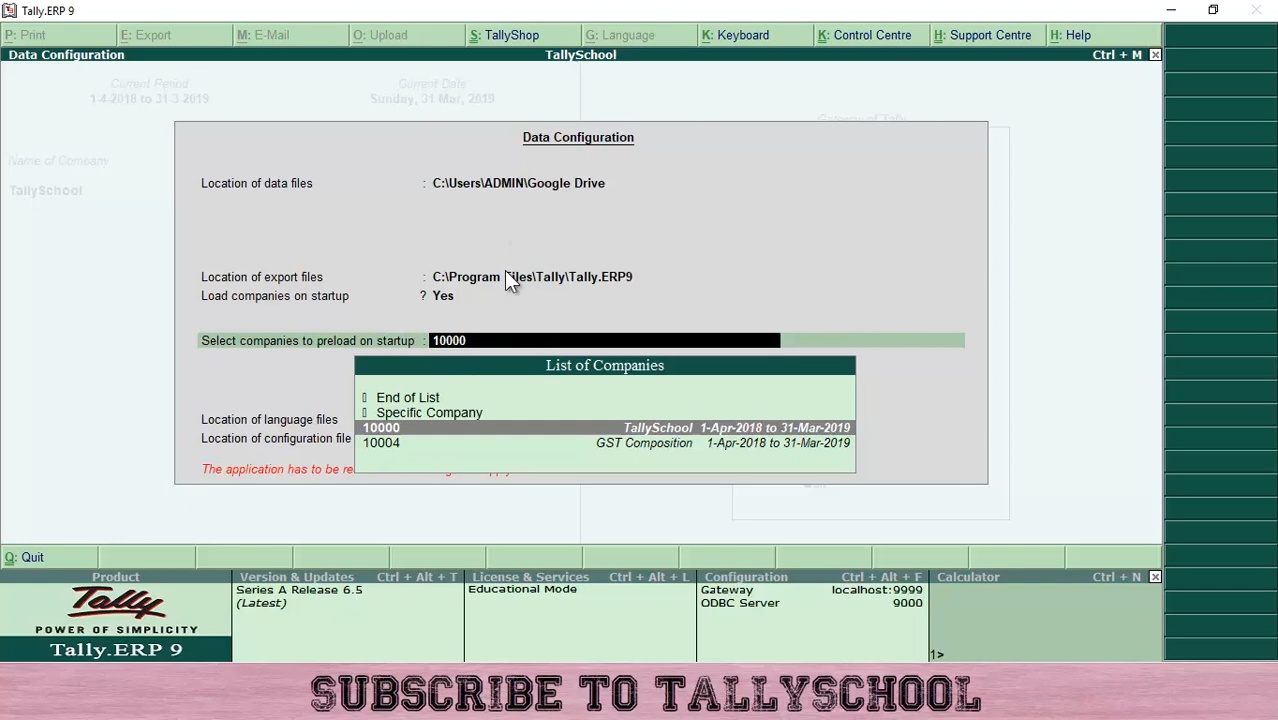 Tally.ERP 9
P: Print E: Export M: E-Mail O: Upload S: TallyShop G: Language K: Keyboard K: Control Centre H: Support Centre H: Help
Data Configuration TallySchool Ctrl + M
Current Period Current Date
1-4-2018 to 31-3-2019 Sunday, 31 Mar, 2019
Gateway of Tally
Data Configuration
Name of Company
TallySchool
Location of data files : C:\Users\ADMIN\Google Drive
Location of export files : C:\Program Files\Tally\Tally.ERP9
Load companies on startup ? Yes
Select companies to preload on startup : 10000
List of Companies
End of List
Specific Company
10000 TallySchool 1-Apr-2018 to 31-Mar-2019
10004 GST Composition 1-Apr-2018 to 31-Mar-2019
Location of language files
Location of configuration file
The application has to be re
Quit
Q: Quit
Product Version & Updates Ctrl + Alt + T License & Services Ctrl + Alt + L Configuration Ctrl + Alt + F Calculator Ctrl + N
Series A Release 6.5 Educational Mode Gateway localhost:9999
(Latest) ODBC Server 9000
Tally
POWER OF SIMPLICITY
Tally.ERP 9
1>
SUBSCRIBE TO TALLYSCHOOL